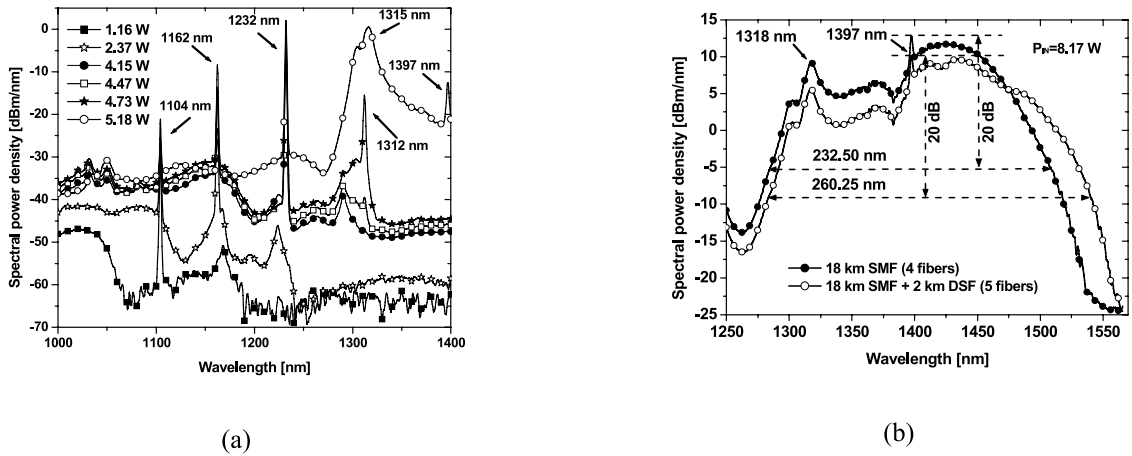 1162 nm
1232 nm
1315 nm
1397 nm
1104 nm
1312 nm
1.16 W
2.37 W
4.15 W
4.47 W
4.73 W
5.18 W
Spectral power density [dBm/nm]
0
-10
-20
-30
-40
-50
-60
-70
1000
1100
1200
1300
1400
Wavelength [nm]
(a)
1318 nm
1397 nm
P_IN=8.17 W
20 dB
20 dB
232.50 nm
260.25 nm
18 km SMF (4 fibers)
18 km SMF + 2 km DSF (5 fibers)
Spectral power density [dBm/nm]
15
10
5
0
-5
-10
-15
-20
-25
1250
1300
1350
1400
1450
1500
1550
Wavelength [nm]
(b)